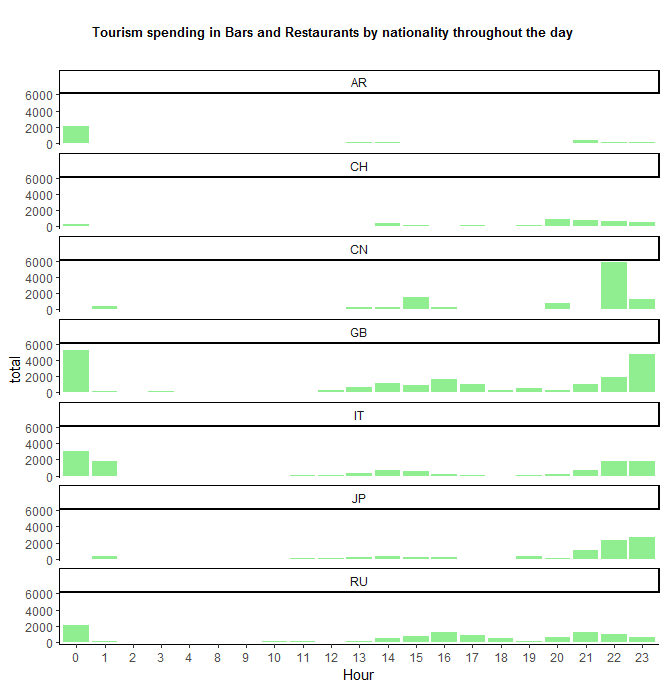 Tourism spending in Bars and Restaurants by nationality throughout the day
AR
6000
4000
2000
0
CH
6000
4000
2000
0
CN
6000
4000
2000
0
GB
6000
4000
2000
0
total
IT
6000
4000
2000
0
JP
6000
4000
2000
0
RU
6000
4000
2000
0
0 1 2 3 4 8 9 10 11 12 13 14 15 16 17 18 19 20 21 22 23
Hour